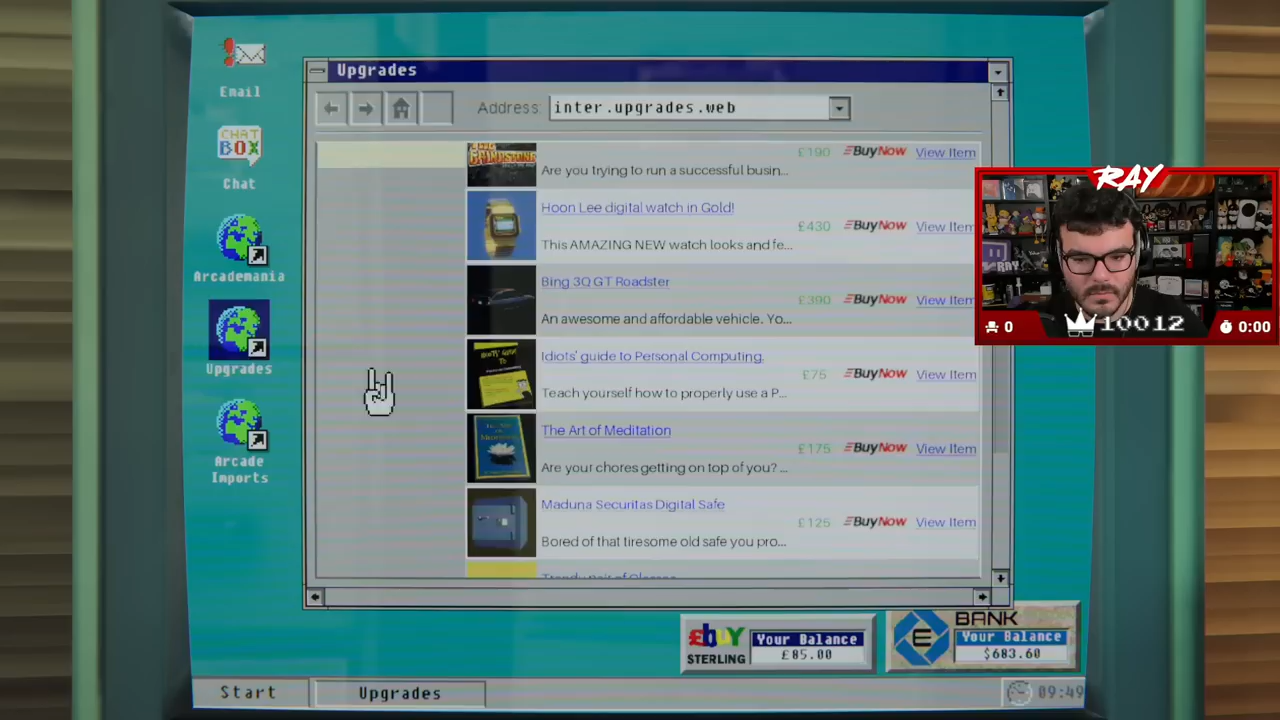 Email
CHAT
BOX
Chat
Arcademania
Upgrades
Arcade
Imports
Upgrades
Address: inter.upgrades.web
£190 BuyNow View Item
Are you trying to run a successful busin...
Hoon Lee digital watch in Gold!
£430 BuyNow View Item
This AMAZING NEW watch looks and fe...
Bing 3Q GT Roadster
£390 BuyNow View Item
An awesome and affordable vehicle. Yo...
Idiots' guide to Personal Computing.
£75 BuyNow View Item
Teach yourself how to properly use a P...
The Art of Meditation
£175 BuyNow View Item
Are your chores getting on top of you? ...
Maduna Securitas Digital Safe
£125 BuyNow View Item
Bored of that tiresome old safe you pro...
Trendy pair of Glasses
RAY
0
10012
0:00
ebuy
STERLING
Your Balance
£85.00
E
BANK
Your Balance
$683.60
Start
Upgrades
09:49